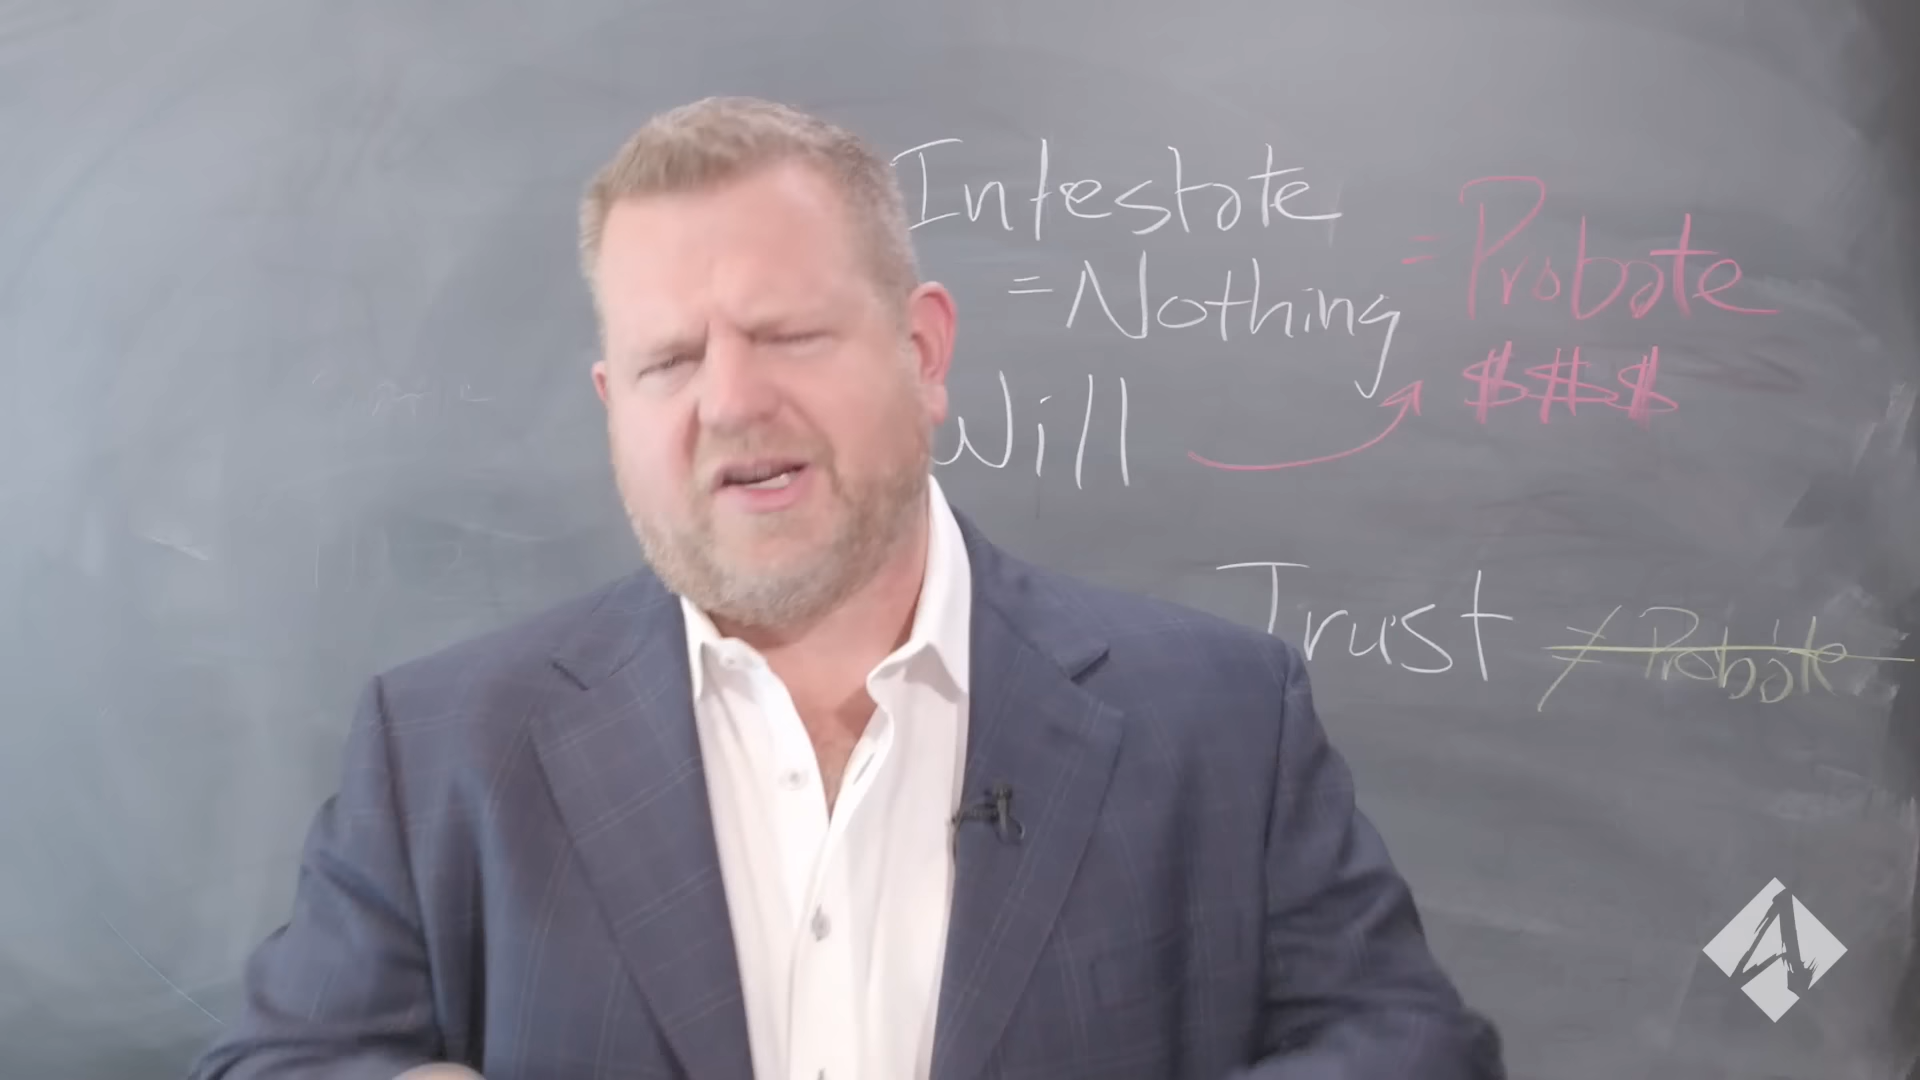 Intestate
= Nothing = Probate
$$$
Will
Trust ≠ Probate
A